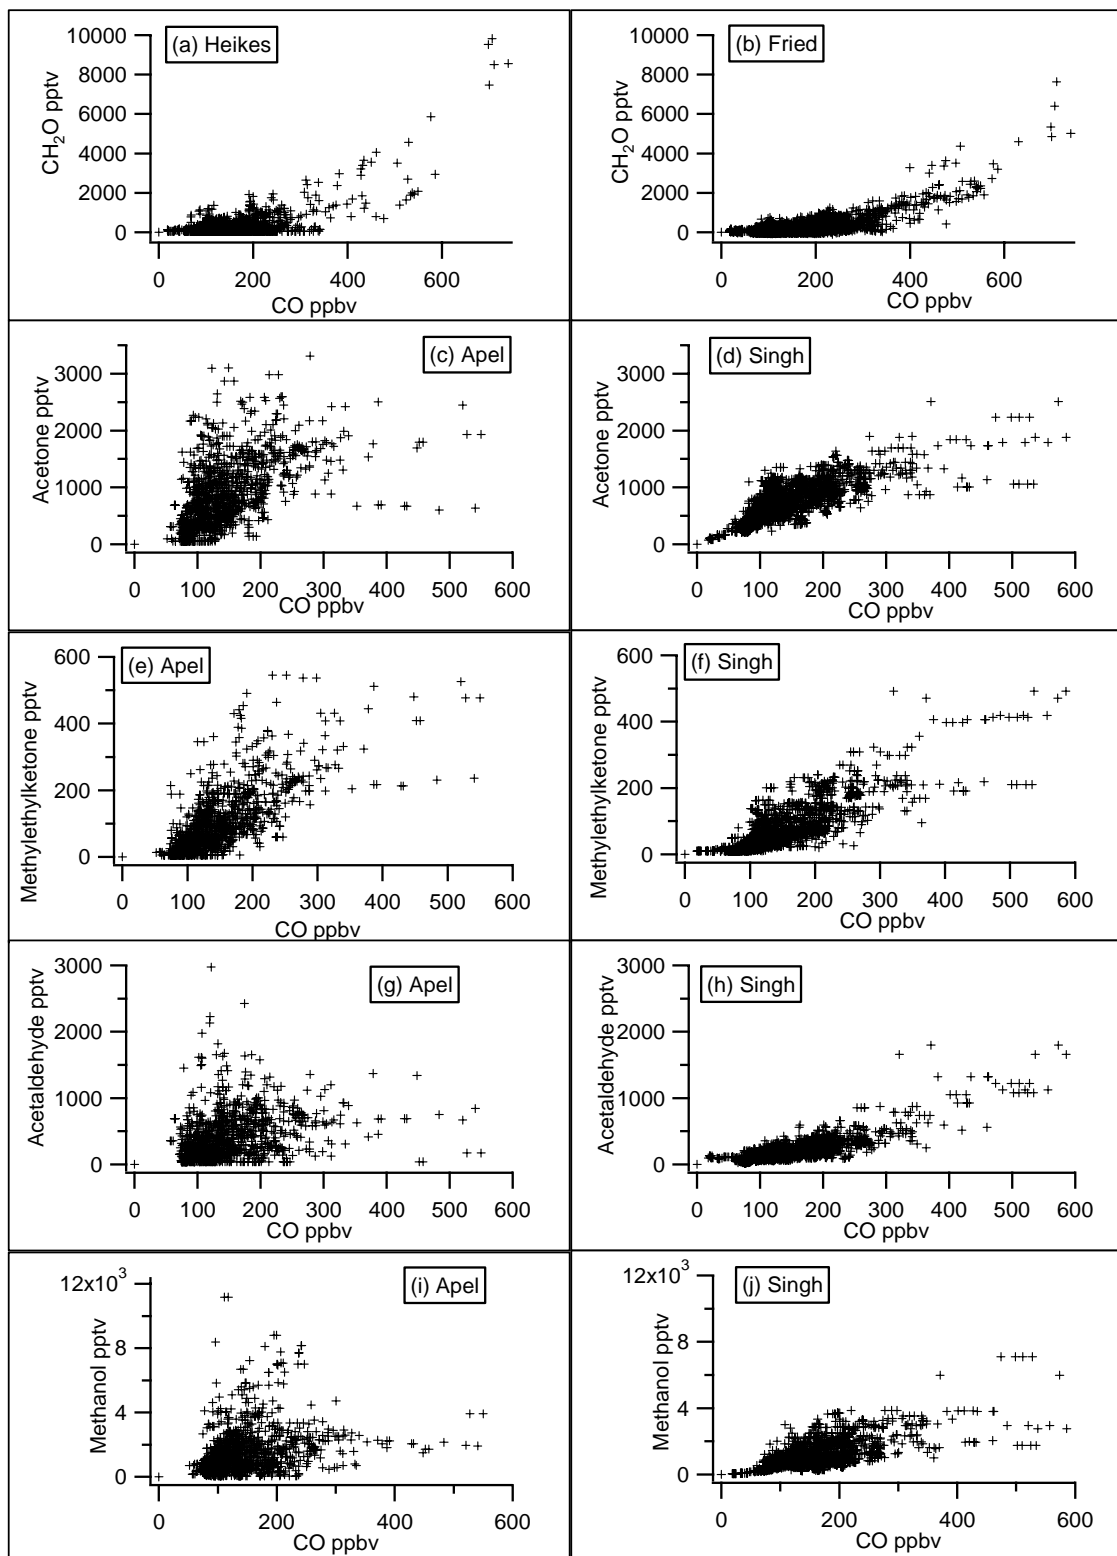 (a) Heikes
CH₂O pptv
10000
8000
6000
4000
2000
0
0 200 400 600
CO ppbv
(b) Fried
CH₂O pptv
10000
8000
6000
4000
2000
0
0 200 400 600
CO ppbv
(c) Apel
Acetone pptv
3000
2000
1000
0
0 100 200 300 400 500 600
CO ppbv
(d) Singh
Acetone pptv
3000
2000
1000
0
0 100 200 300 400 500 600
CO ppbv
(e) Apel
Methylethylketone pptv
600
400
200
0
0 100 200 300 400 500 600
CO ppbv
(f) Singh
Methylethylketone pptv
600
400
200
0
0 100 200 300 400 500 600
CO ppbv
(g) Apel
Acetaldehyde pptv
3000
2000
1000
0
0 100 200 300 400 500 600
CO ppbv
(h) Singh
Acetaldehyde pptv
3000
2000
1000
0
0 100 200 300 400 500 600
CO ppbv
(i) Apel
Methanol pptv
12x10³
8
4
0
0 200 400 600
CO ppbv
(j) Singh
Methanol pptv
12x10³
8
4
0
0 200 400 600
CO ppbv